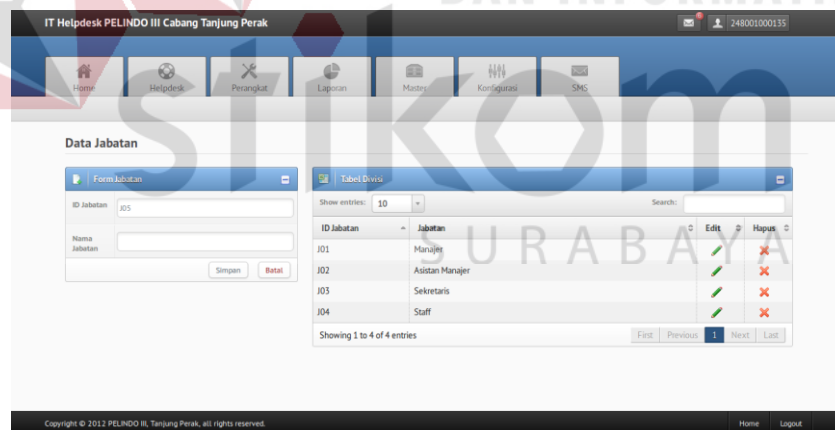 IT Helpdesk PELINDO III Cabang Tanjung Perak
248001000135
Home Helpdesk Perangkat Laporan Master Konfigurasi SMS
Data Jabatan
Form Jabatan
ID Jabatan J05
Nama Jabatan
Simpan Batal
Tabel Divisi
Show entries: 10 Search:
ID Jabatan Jabatan Edit Hapus
J01 Manajer
J02 Asistan Manajer
J03 Sekretaris
J04 Staff
Showing 1 to 4 of 4 entries First Previous 1 Next Last
stikom
SURABAYA
Copyright © 2012 PELINDO III, Tanjung Perak, all rights reserved. Home Logout